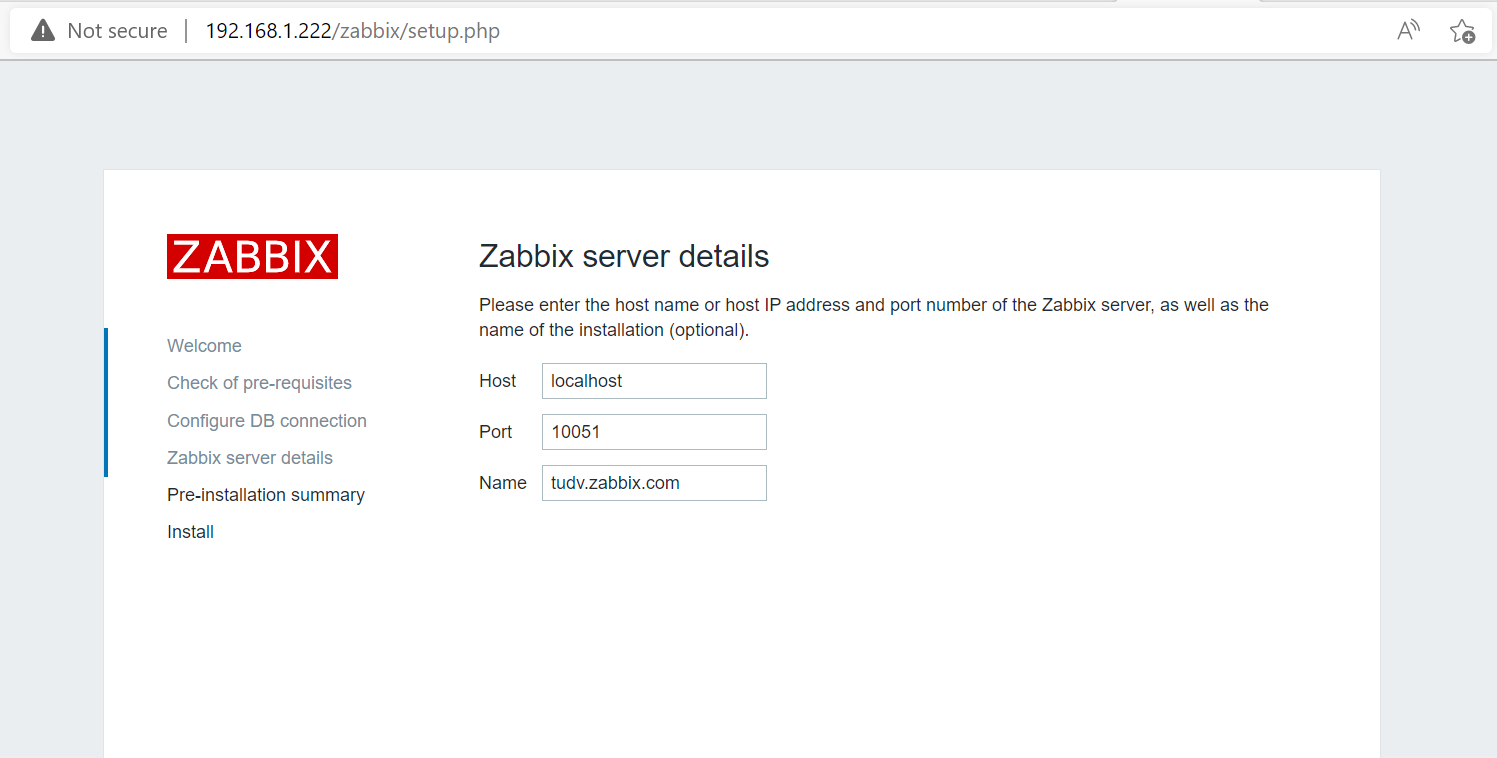 Not secure
192.168.1.222/zabbix/setup.php
ZABBIX
Welcome
Check of pre-requisites
Configure DB connection
Zabbix server details
Pre-installation summary
Install
Zabbix server details
Please enter the host name or host IP address and port number of the Zabbix server, as well as the
name of the installation (optional).
Host localhost
Port 10051
Name tudv.zabbix.com